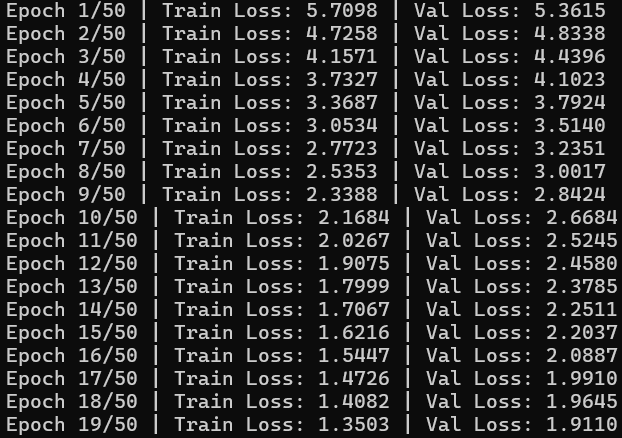 Epoch 1/50 | Train Loss: 5.7098 | Val Loss: 5.3615
Epoch 2/50 | Train Loss: 4.7258 | Val Loss: 4.8338
Epoch 3/50 | Train Loss: 4.1571 | Val Loss: 4.4396
Epoch 4/50 | Train Loss: 3.7327 | Val Loss: 4.1023
Epoch 5/50 | Train Loss: 3.3687 | Val Loss: 3.7924
Epoch 6/50 | Train Loss: 3.0534 | Val Loss: 3.5140
Epoch 7/50 | Train Loss: 2.7723 | Val Loss: 3.2351
Epoch 8/50 | Train Loss: 2.5353 | Val Loss: 3.0017
Epoch 9/50 | Train Loss: 2.3388 | Val Loss: 2.8424
Epoch 10/50 | Train Loss: 2.1684 | Val Loss: 2.6684
Epoch 11/50 | Train Loss: 2.0267 | Val Loss: 2.5245
Epoch 12/50 | Train Loss: 1.9075 | Val Loss: 2.4580
Epoch 13/50 | Train Loss: 1.7999 | Val Loss: 2.3785
Epoch 14/50 | Train Loss: 1.7067 | Val Loss: 2.2511
Epoch 15/50 | Train Loss: 1.6216 | Val Loss: 2.2037
Epoch 16/50 | Train Loss: 1.5447 | Val Loss: 2.0887
Epoch 17/50 | Train Loss: 1.4726 | Val Loss: 1.9910
Epoch 18/50 | Train Loss: 1.4082 | Val Loss: 1.9645
Epoch 19/50 | Train Loss: 1.3503 | Val Loss: 1.9110